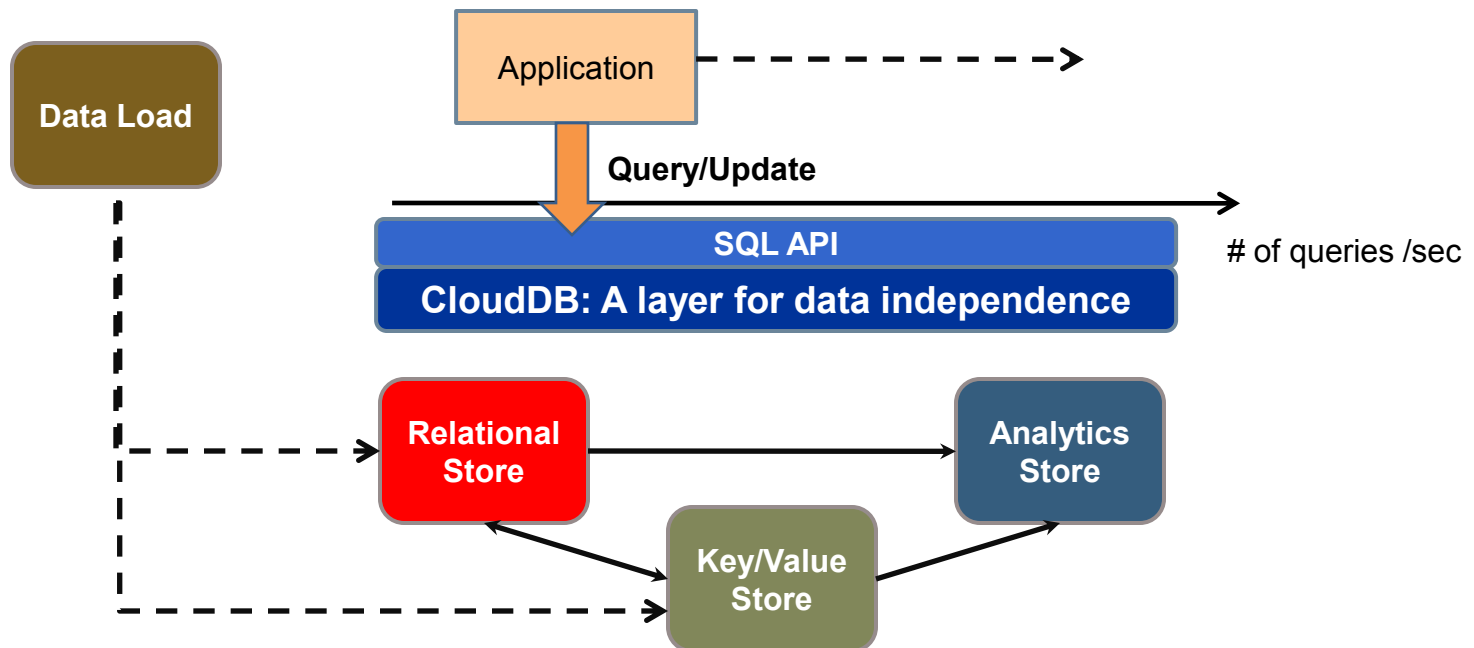 Application
Data Load
Query/Update
SQL API
# of queries /sec
CloudDB: A layer for data independence
Relational
Store
Analytics
Store
Key/Value
Store